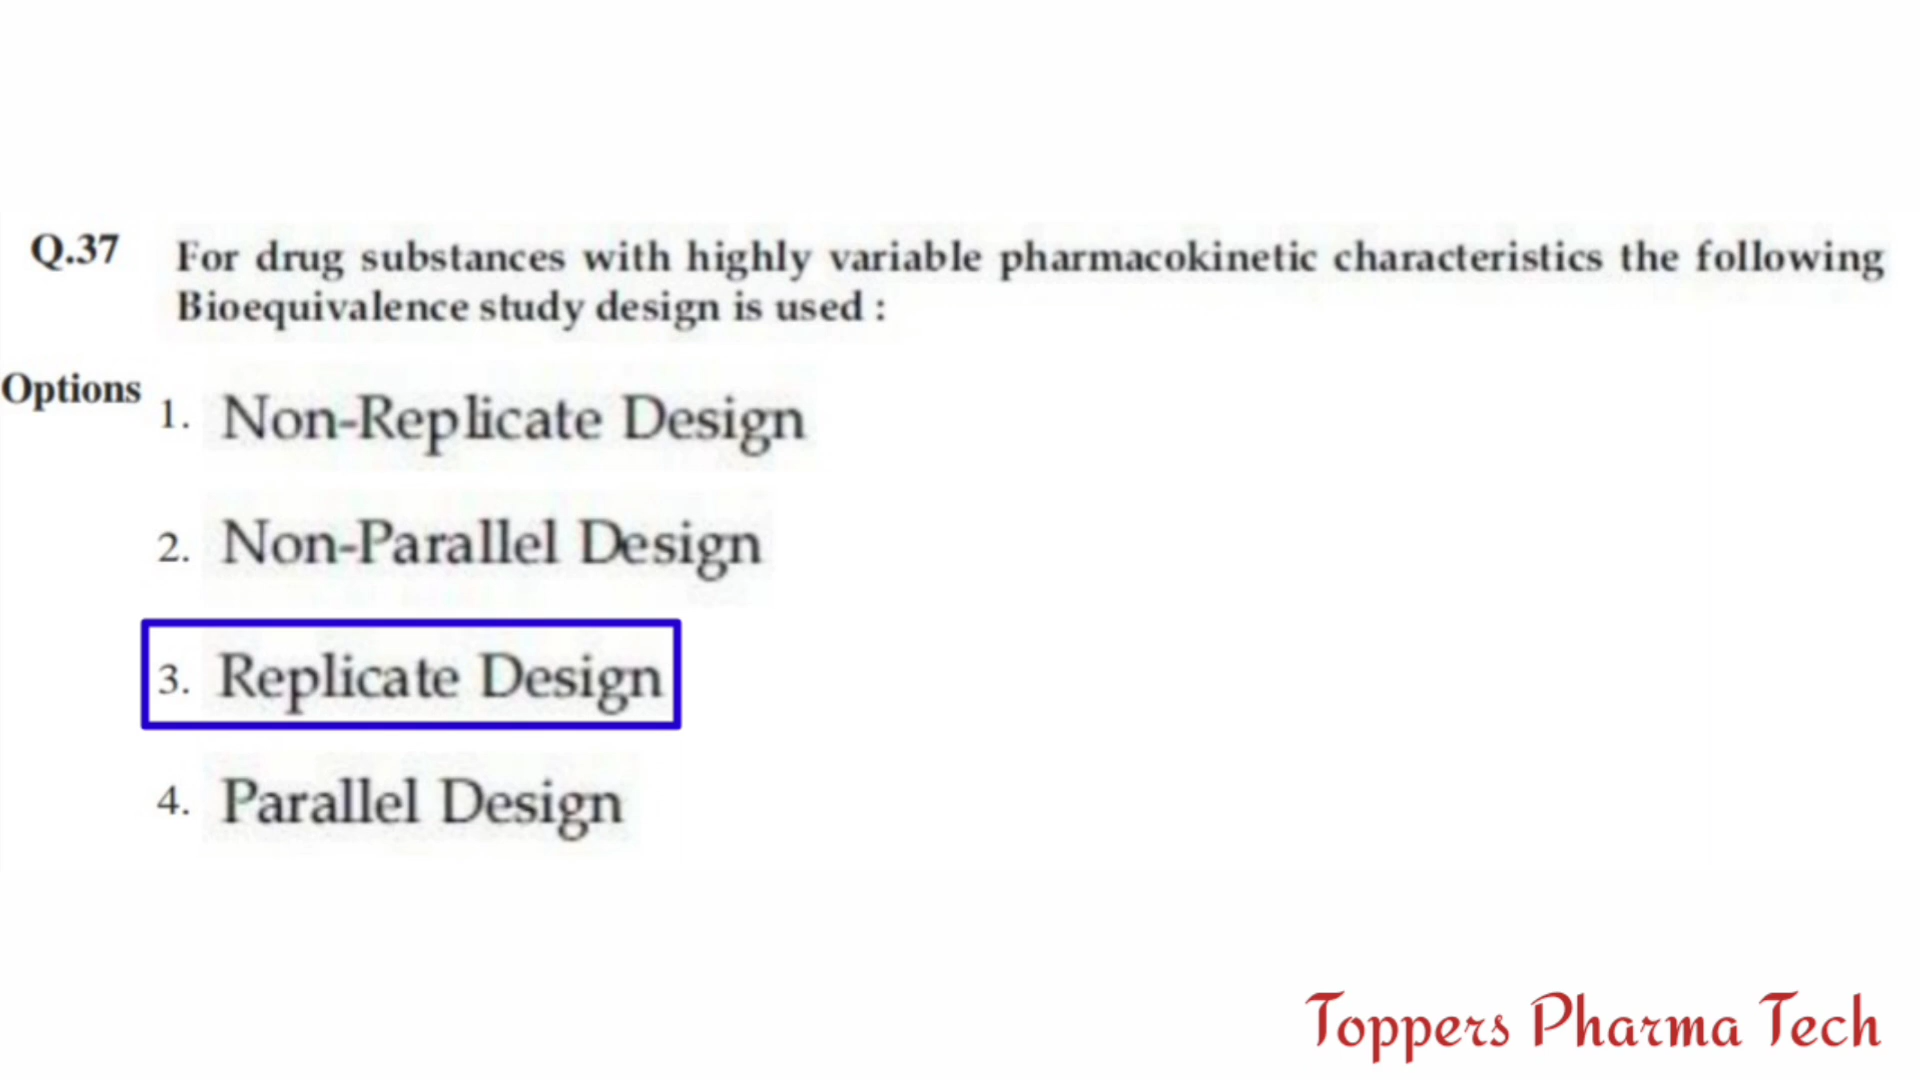 Q.37 For drug substances with highly variable pharmacokinetic characteristics the following
Bioequivalence study design is used :
Options
1. Non-Replicate Design
2. Non-Parallel Design
3. Replicate Design
4. Parallel Design
Toppers Pharma Tech